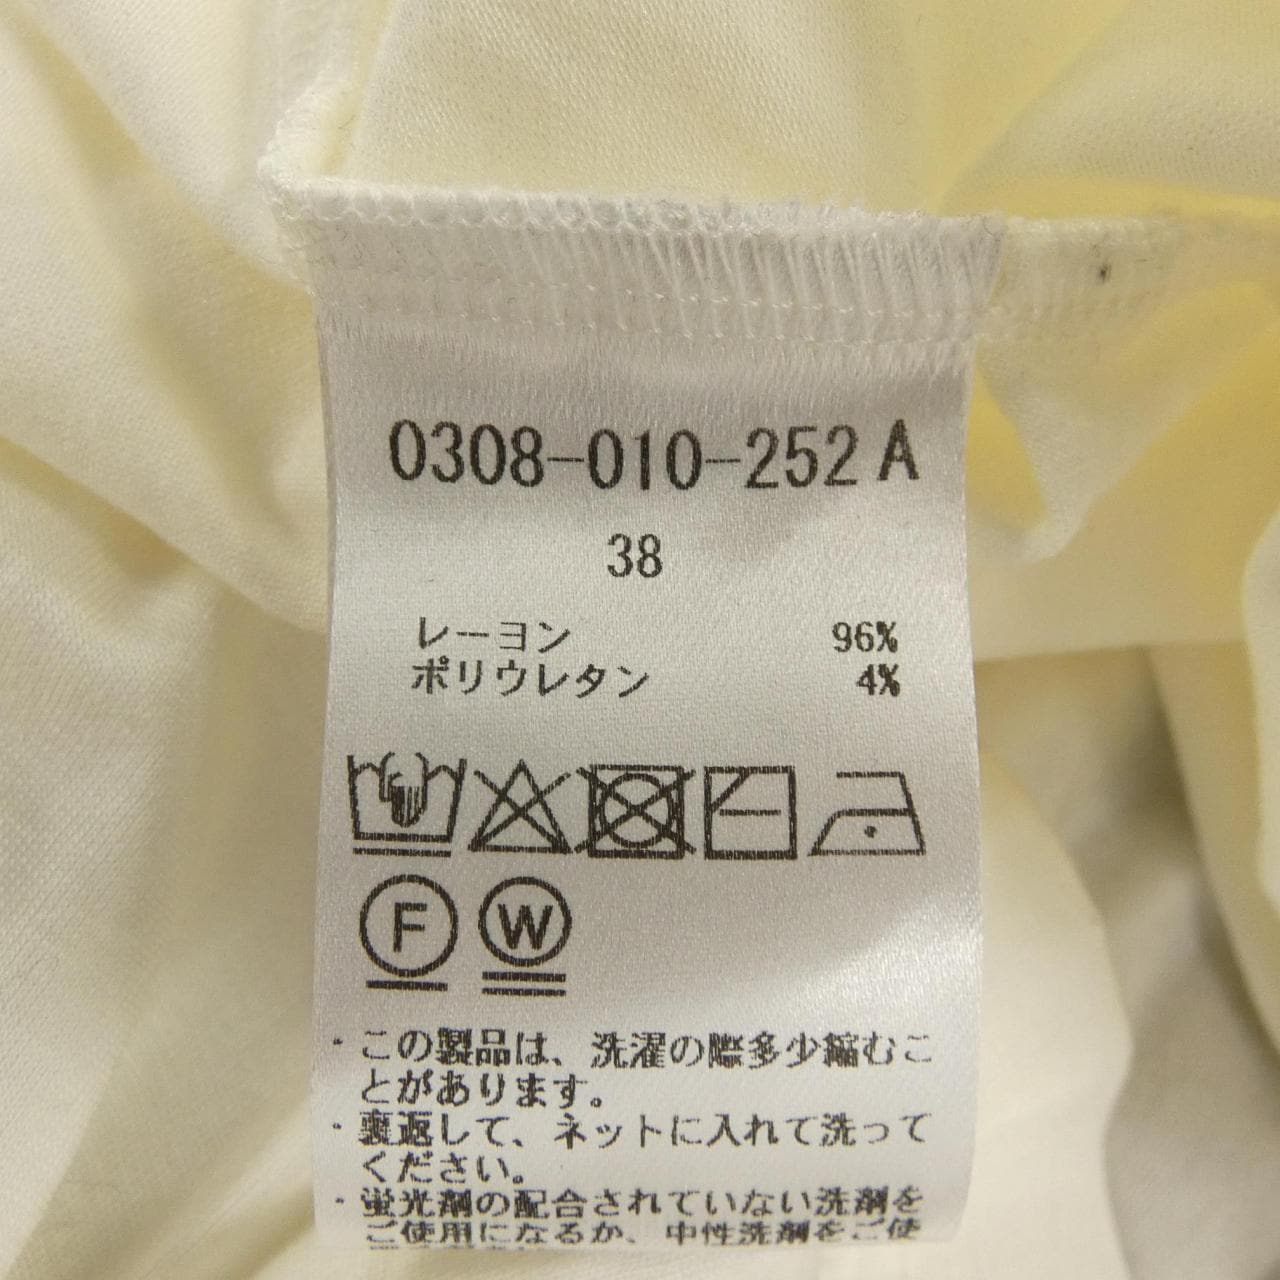 0308-010-252 A
38
レーヨン 96%
ポリウレタン 4%
F W
・この製品は、洗濯の際多少縮むこ
とがあります。
・裏返して、ネットに入れて洗って
ください。
・蛍光剤の配合されていない洗剤を
ご使用になるか、中性洗剤をご使